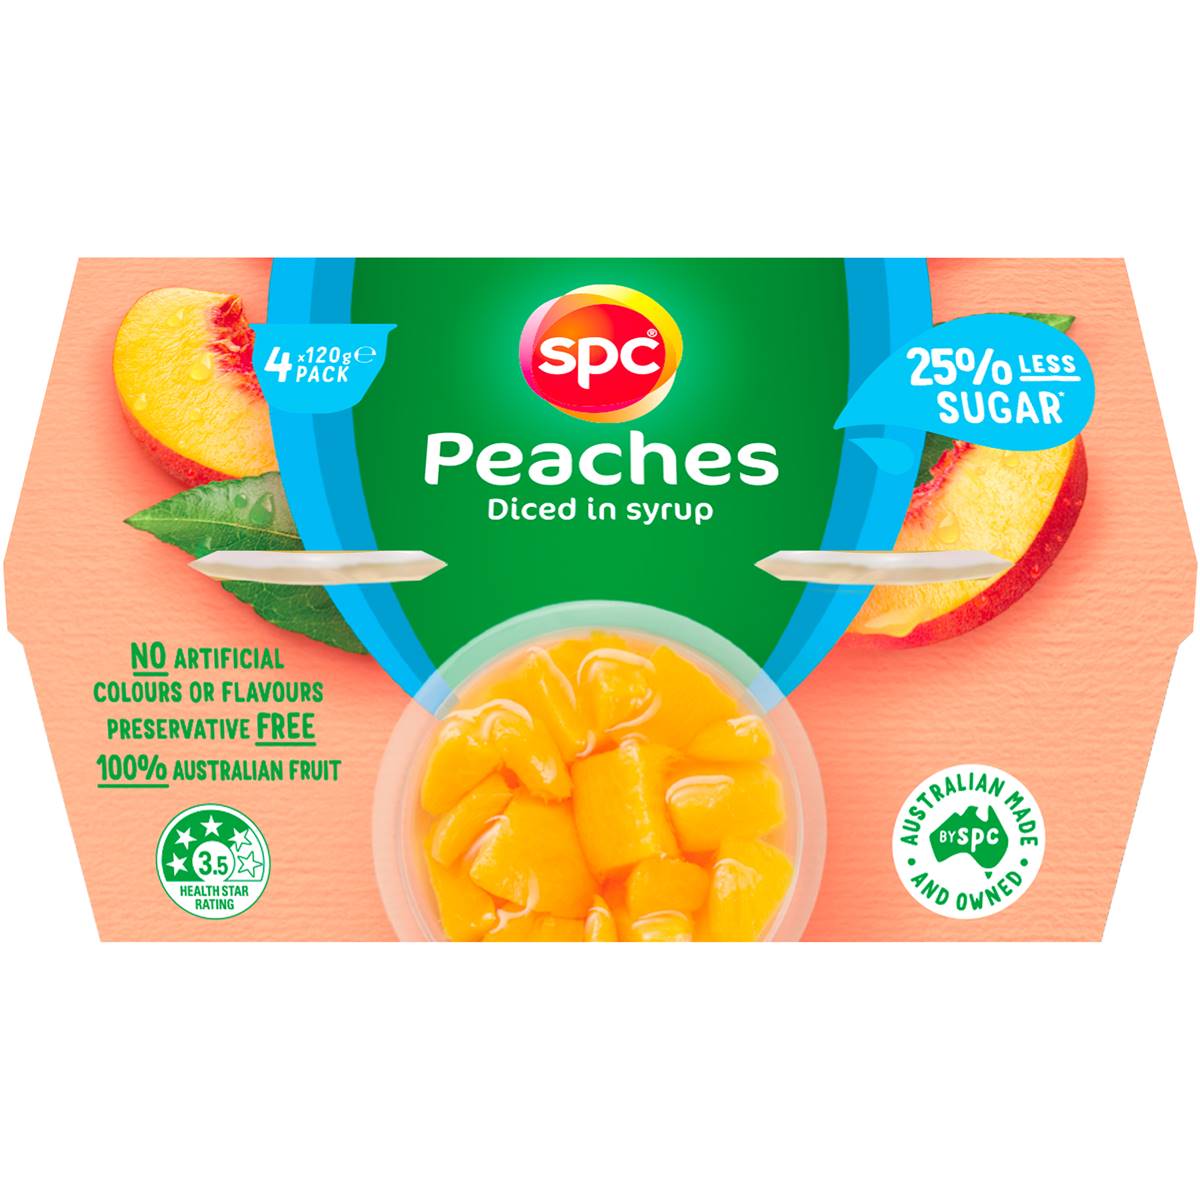 spc®
4 x120g℮
PACK
25% LESS
SUGAR*
Peaches
Diced in syrup
NO ARTIFICIAL
COLOURS OR FLAVOURS
PRESERVATIVE FREE
100% AUSTRALIAN FRUIT
3.5
HEALTH STAR
RATING
AUSTRALIAN MADE
BY SPC
• AND OWNED •